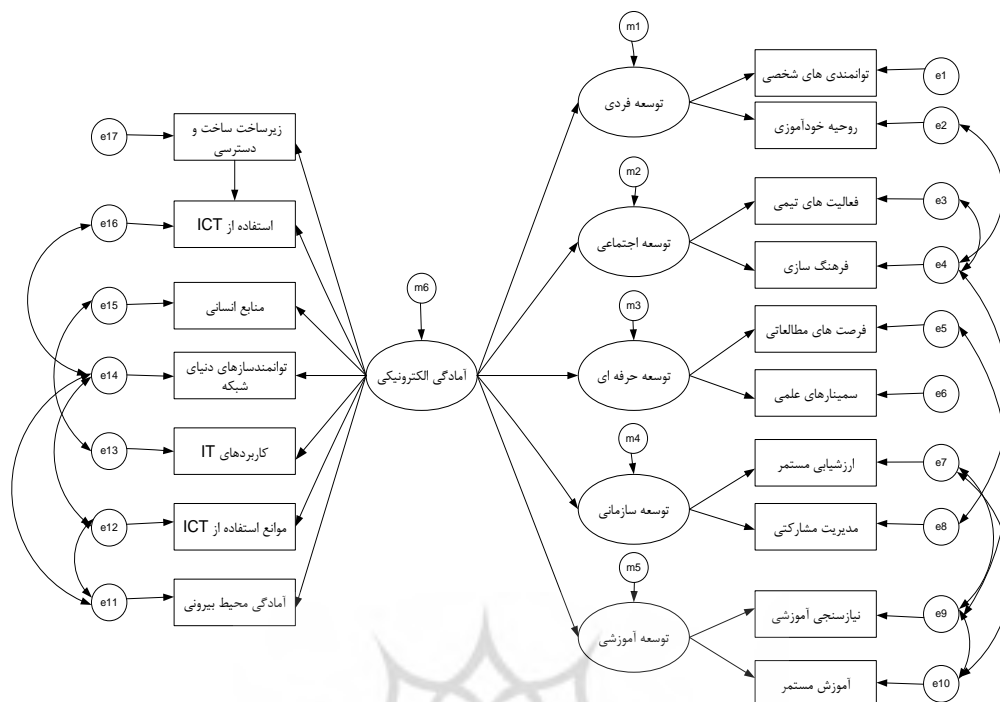 m1
توسعه فردی
توانمندی های شخصی
e1
روحیه خودآموزی
e2
m2
توسعه اجتماعی
فعالیت های تیمی
e3
فرهنگ سازی
e4
m3
توسعه حرفه ای
فرصت های مطالعاتی
e5
سمینارهای علمی
e6
m4
توسعه سازمانی
ارزشیابی مستمر
e7
مدیریت مشارکتی
e8
m5
توسعه آموزشی
نیازسنجی آموزشی
e9
آموزش مستمر
e10
m6
آمادگی الکترونیکی
زیرساخت ساخت و
دسترسی
e17
استفاده از ICT
e16
منابع انسانی
e15
توانمندسازهای دنیای
شبکه
e14
کاربردهای IT
e13
موانع استفاده از ICT
e12
آمادگی محیط بیرونی
e11